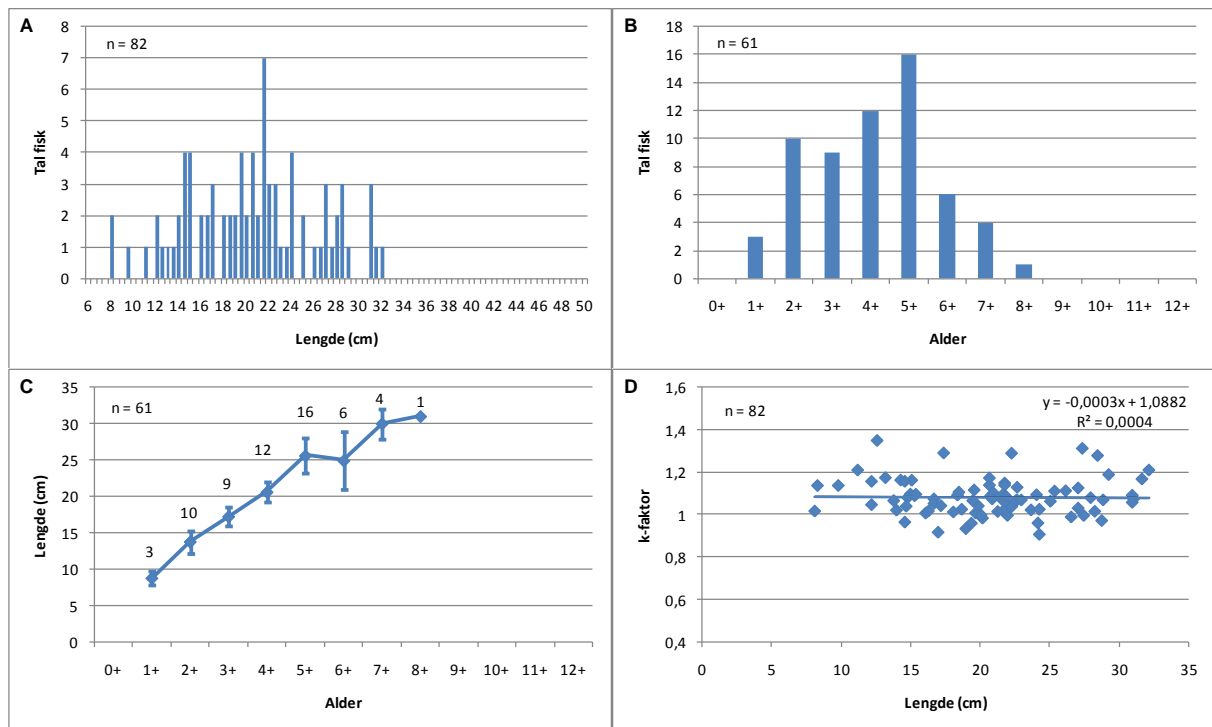 A
n = 82
Tal fisk
8
7
6
5
4
3
2
1
0
6 8 10 12 14 16 18 20 22 24 26 28 30 32 34 36 38 40 42 44 46 48 50
Lengde (cm)
B
n = 61
Tal fisk
18
16
14
12
10
8
6
4
2
0
0+ 1+ 2+ 3+ 4+ 5+ 6+ 7+ 8+ 9+ 10+ 11+ 12+
Alder
C
n = 61
Lengde (cm)
35
30
25
20
15
10
5
0
3 10 9 12 16 6 4 1
0+ 1+ 2+ 3+ 4+ 5+ 6+ 7+ 8+ 9+ 10+ 11+ 12+
Alder
D
n = 82
y = -0,0003x + 1,0882
R² = 0,0004
k-faktor
1,6
1,4
1,2
1
0,8
0,6
0,4
0 5 10 15 20 25 30 35
Lengde (cm)